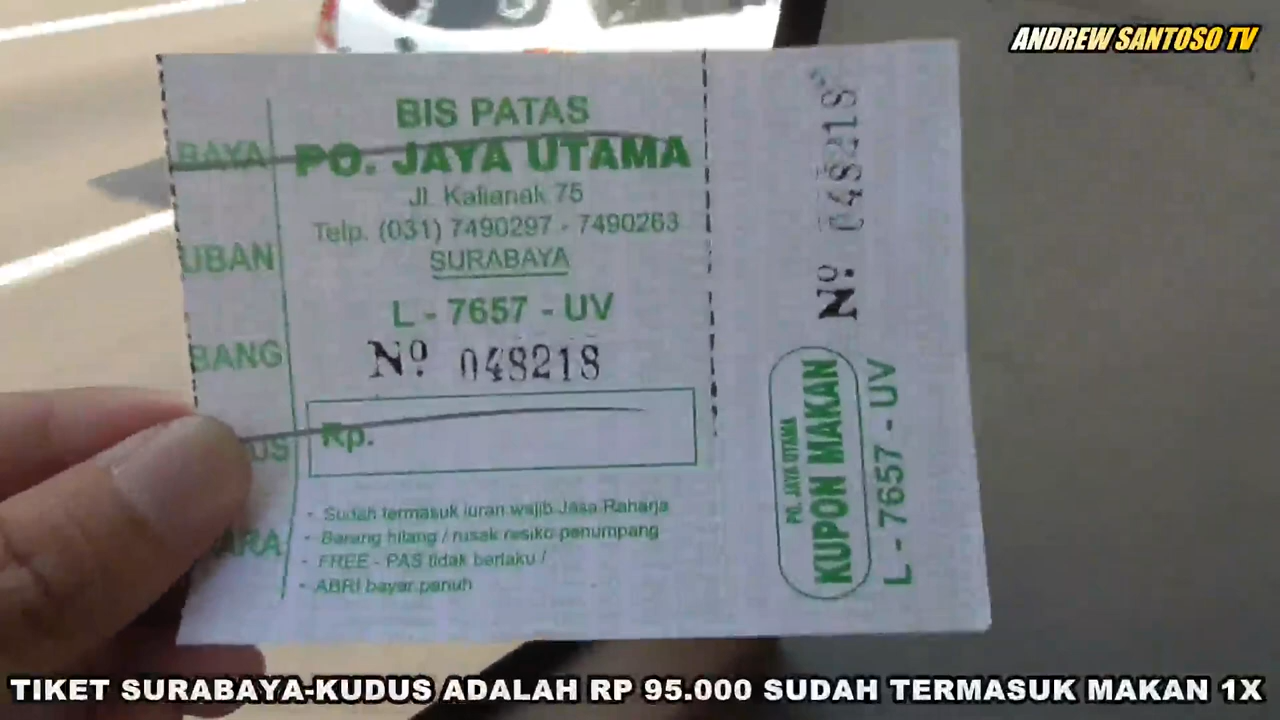 ANDREW SANTOSO TV
BAYA
UBAN
BANG
US
ARA
BIS PATAS
PO. JAYA UTAMA
Jl. Kalianak 75
Telp. (031) 7490297 - 7490263
SURABAYA
L - 7657 - UV
Nº 048218
Rp.
- Sudah termasuk iuran wajib Jasa Raharja
- Barang hilang / rusak resiko penumpang
- FREE - PAS tidak berlaku /
- ABRI bayar penuh
Nº 048218
PO. JAYA UTAMA
KUPON MAKAN
L - 7657 - UV
TIKET SURABAYA-KUDUS ADALAH RP 95.000 SUDAH TERMASUK MAKAN 1X